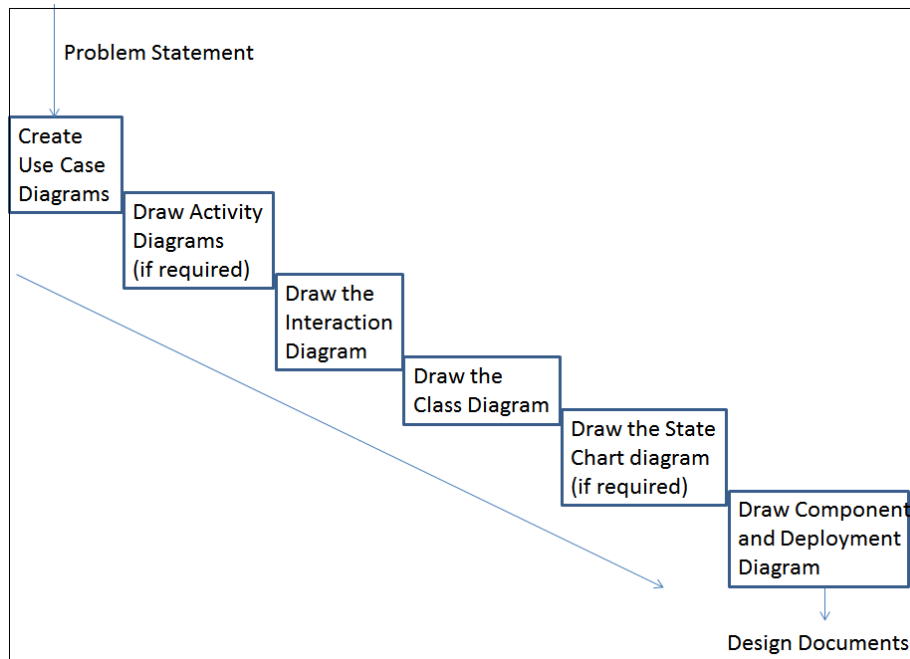 Problem Statement
Create
Use Case
Diagrams
Draw Activity
Diagrams
(if required)
Draw the
Interaction
Diagram
Draw the
Class Diagram
Draw the State
Chart diagram
(if required)
Draw Component
and Deployment
Diagram
Design Documents